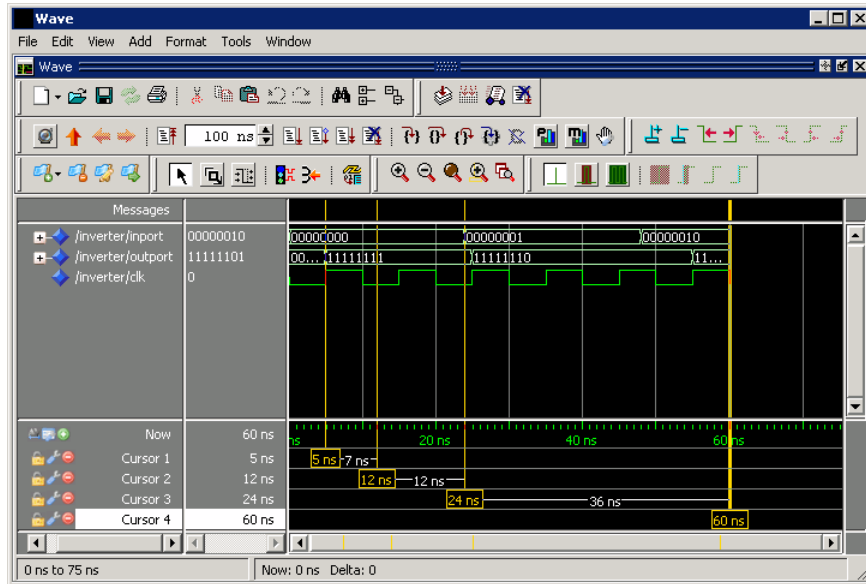 Wave
File Edit View Add Format Tools Window
Wave
100 ns
Messages
/inverter/inport 00000010 00000000 00000001 00000010
/inverter/outport 11111101 00... 11111111 11111110 11...
/inverter/clk 0
Now 60 ns ns 20 ns 40 ns 60 ns
Cursor 1 5 ns 5 ns 7 ns
Cursor 2 12 ns 12 ns 12 ns
Cursor 3 24 ns 24 ns 36 ns
Cursor 4 60 ns 60 ns
0 ns to 75 ns Now: 0 ns Delta: 0